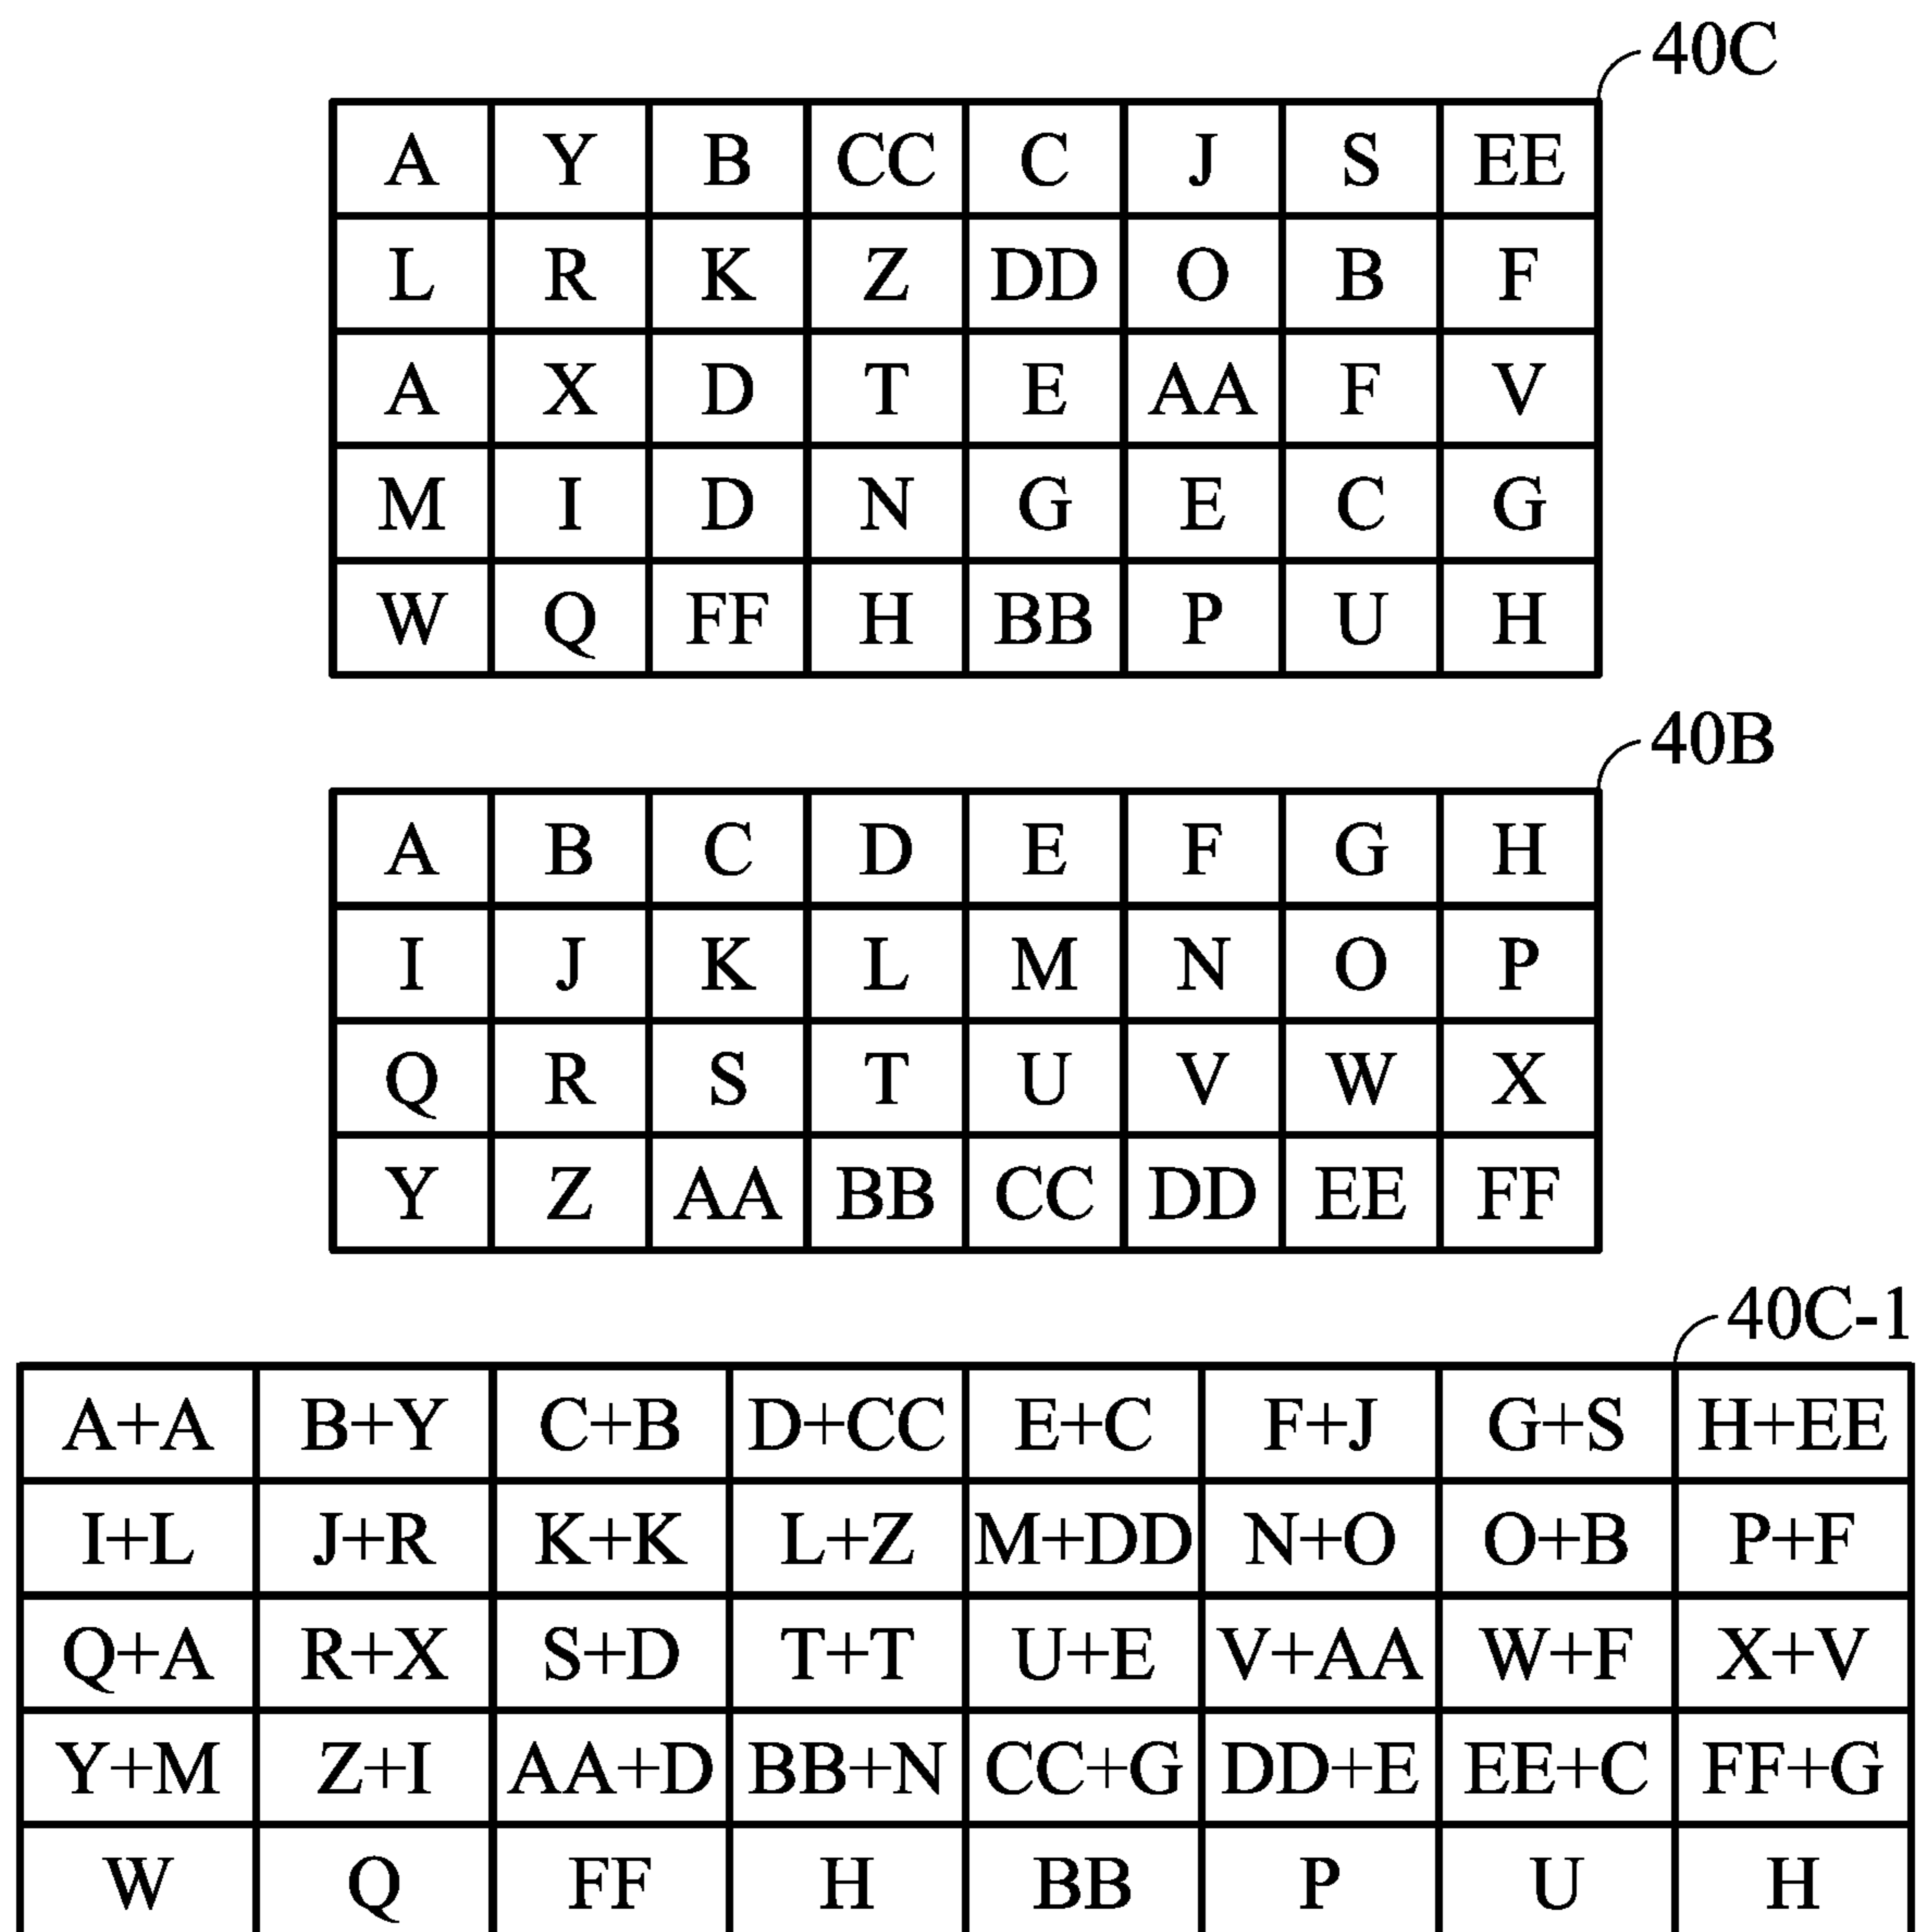 40C
A Y B CC C J S EE
L R K Z DD O B F
A X D T E AA F V
M I D N G E C G
W Q FF H BB P U H
40B
A B C D E F G H
I J K L M N O P
Q R S T U V W X
Y Z AA BB CC DD EE FF
40C-1
A+A B+Y C+B D+CC E+C F+J G+S H+EE
I+L J+R K+K L+Z M+DD N+O O+B P+F
Q+A R+X S+D T+T U+E V+AA W+F X+V
Y+M Z+I AA+D BB+N CC+G DD+E EE+C FF+G
W Q FF H BB P U H